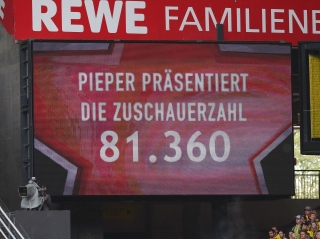 REWE FAMILIENE
PIEPER PRÄSENTIERT
DIE ZUSCHAUERZAHL
81.360